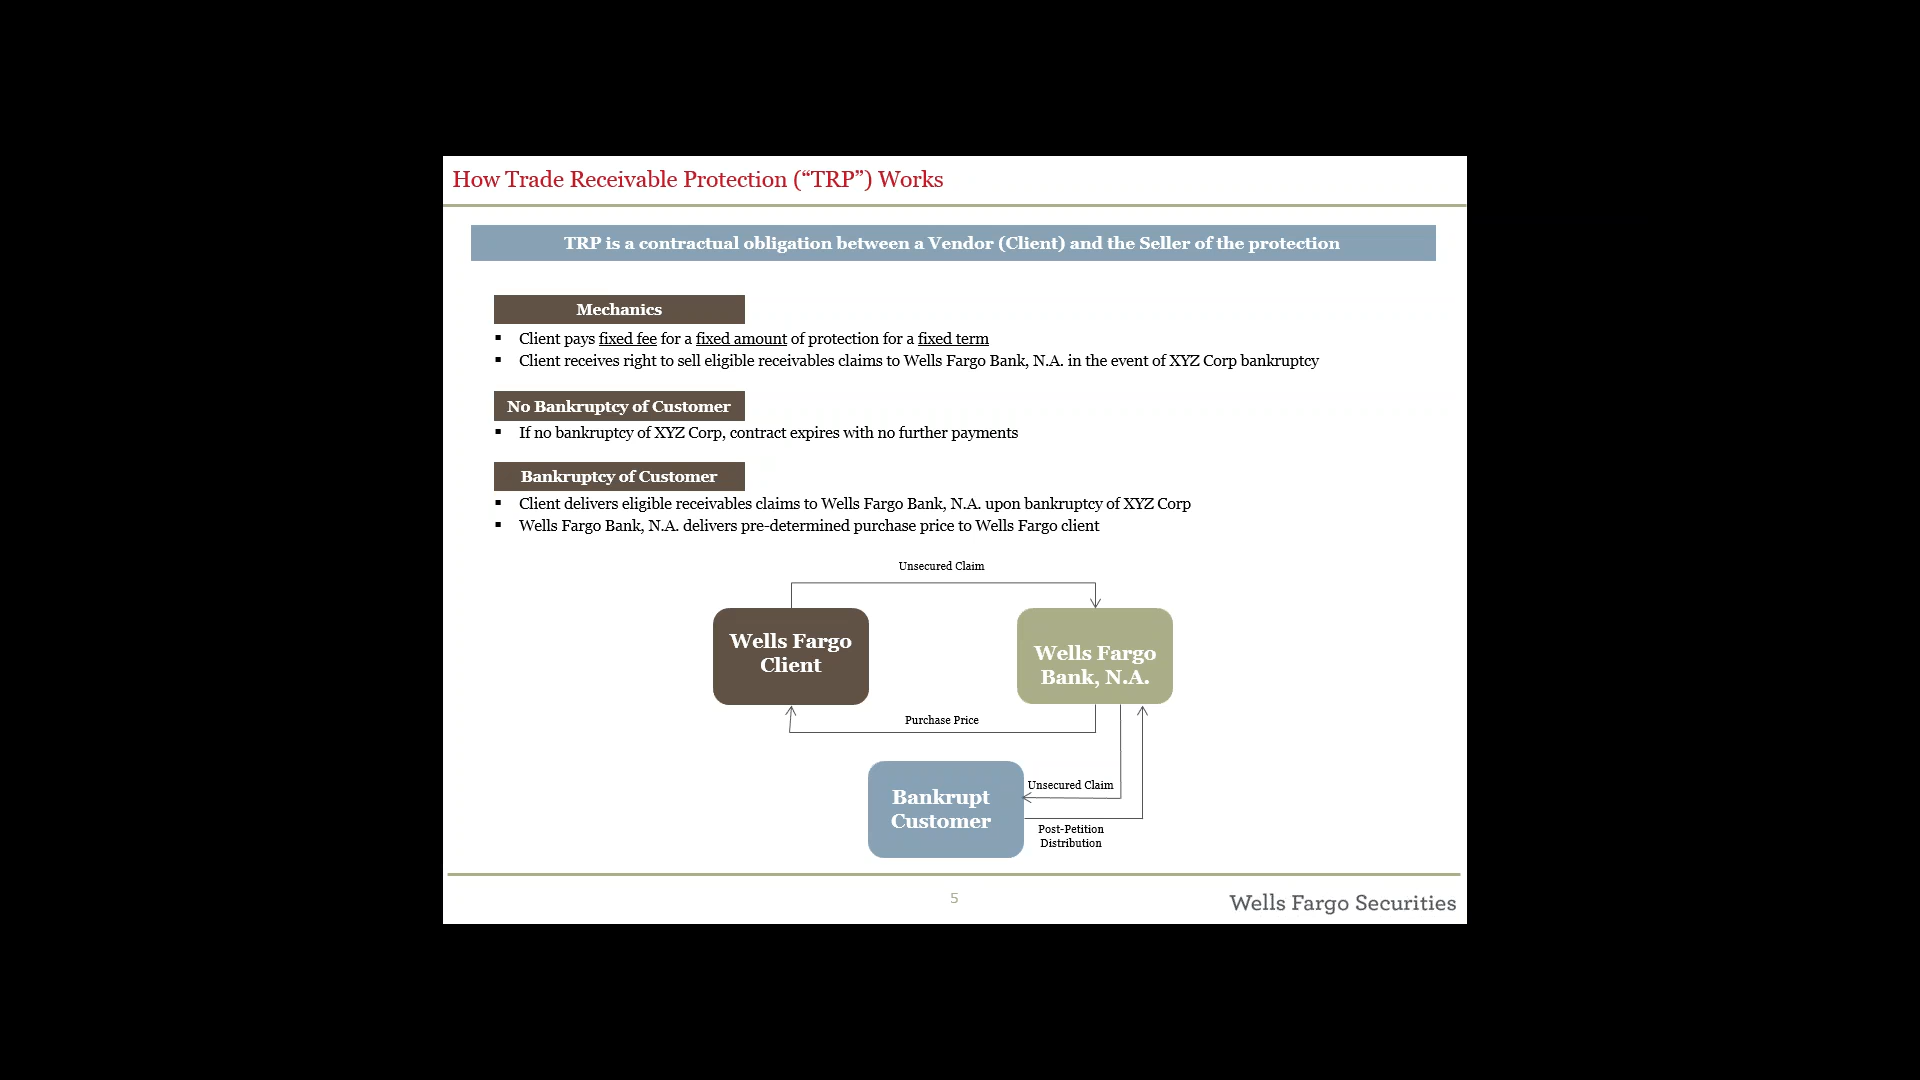 How Trade Receivable Protection (“TRP”) Works
TRP is a contractual obligation between a Vendor (Client) and the Seller of the protection
Mechanics
▪ Client pays fixed fee for a fixed amount of protection for a fixed term
▪ Client receives right to sell eligible receivables claims to Wells Fargo Bank, N.A. in the event of XYZ Corp bankruptcy
No Bankruptcy of Customer
▪ If no bankruptcy of XYZ Corp, contract expires with no further payments
Bankruptcy of Customer
▪ Client delivers eligible receivables claims to Wells Fargo Bank, N.A. upon bankruptcy of XYZ Corp
▪ Wells Fargo Bank, N.A. delivers pre-determined purchase price to Wells Fargo client
Unsecured Claim
Wells Fargo
Client
Wells Fargo
Bank, N.A.
Purchase Price
Bankrupt
Customer
Unsecured Claim
Post-Petition
Distribution
5
Wells Fargo Securities